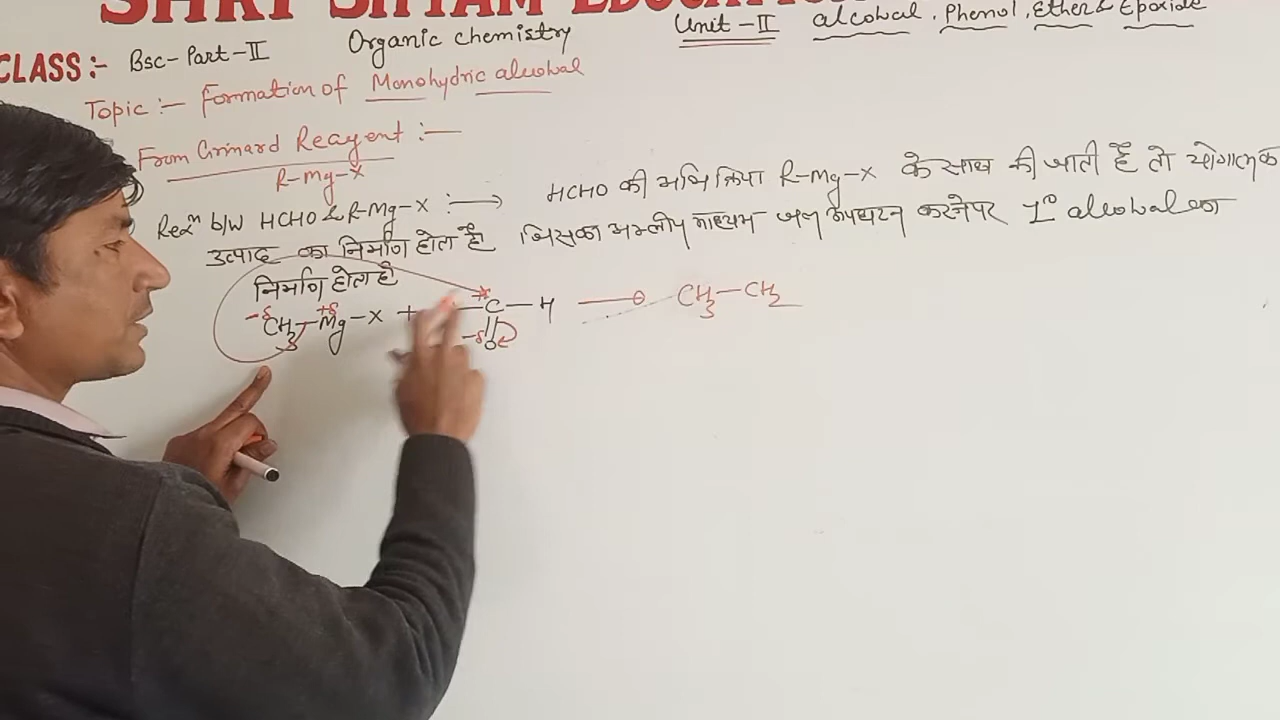 SHRI SHYAM EDUCATION
CLASS:- Bsc-Part-II Organic chemistry Unit-II alcohal, Phenol, Ether & Epoxide
Topic:- Formation of Monohydric alcohal
From Grinard Reagent:-
R-Mg-X
Rexⁿ b/w HCHO & R-Mg-X :→ HCHO की अभिक्रिया R-Mg-X के साथ की जाती है तो योगात्मक
उत्पाद का निर्माण होता है। जिसका अम्लीय माध्यम जल अपघटन करने पर 1° alcohal का
निर्माण होता है
-δ +δ
CH₃-Mg-X + -C-H → CH₃-CH₂
-δ O